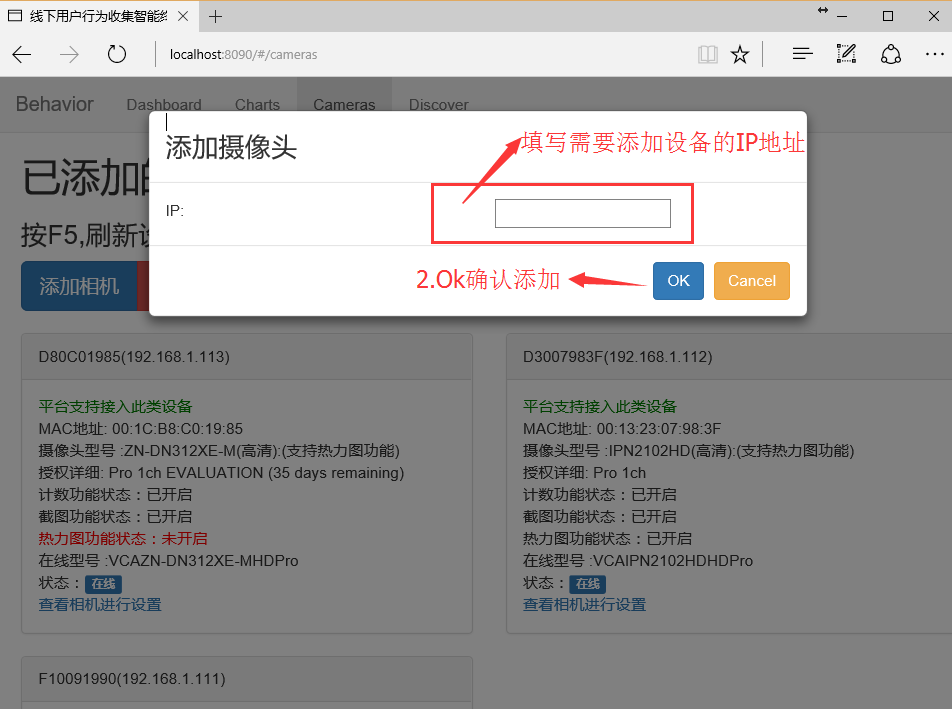 线下用户行为收集智能终
localhost:8090/#/cameras
Behavior Dashboard Charts Cameras Discover
添加摄像头
填写需要添加设备的IP地址
已添加的
IP:
按F5,刷新设
添加相机
2.Ok确认添加
OK Cancel
D80C01985(192.168.1.113)
平台支持接入此类设备
MAC地址: 00:1C:B8:C0:19:85
摄像头型号 :ZN-DN312XE-M(高清):(支持热力图功能)
授权详细: Pro 1ch EVALUATION (35 days remaining)
计数功能状态：已开启
截图功能状态：已开启
热力图功能状态：未开启
在线型号 :VCAZN-DN312XE-MHDPro
状态：在线
查看相机进行设置
D3007983F(192.168.1.112)
平台支持接入此类设备
MAC地址: 00:13:23:07:98:3F
摄像头型号 :IPN2102HD(高清):(支持热力图功能)
授权详细: Pro 1ch
计数功能状态：已开启
截图功能状态：已开启
热力图功能状态：已开启
在线型号 :VCAIPN2102HDHDPro
状态：在线
查看相机进行设置
F10091990(192.168.1.111)